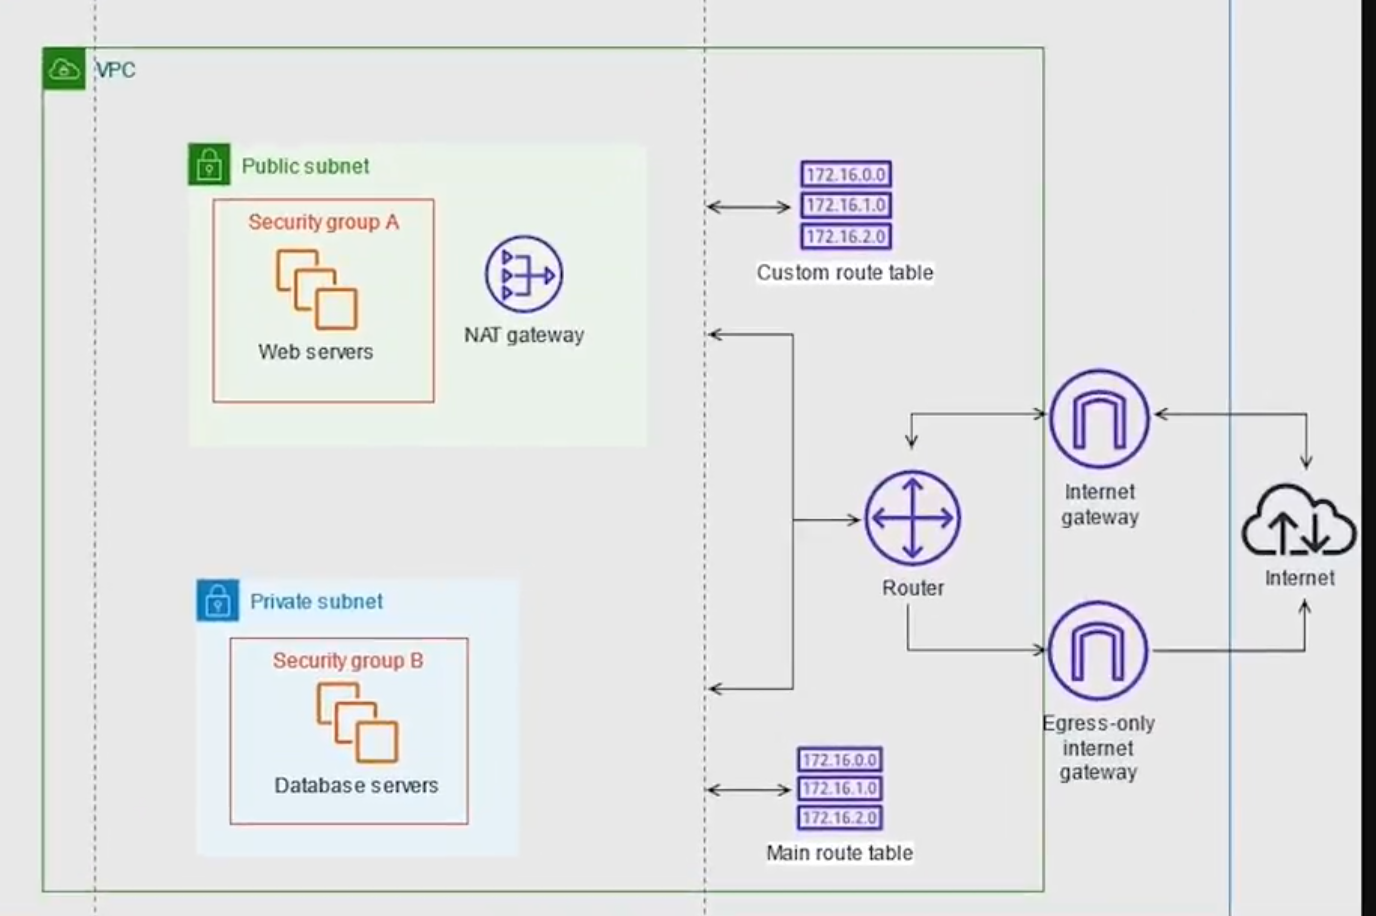 VPC
Public subnet
Security group A
Web servers
NAT gateway
172.16.0.0
172.16.1.0
172.16.2.0
Custom route table
Router
Internet
gateway
Internet
Private subnet
Security group B
Database servers
Egress-only
internet
gateway
172.16.0.0
172.16.1.0
172.16.2.0
Main route table